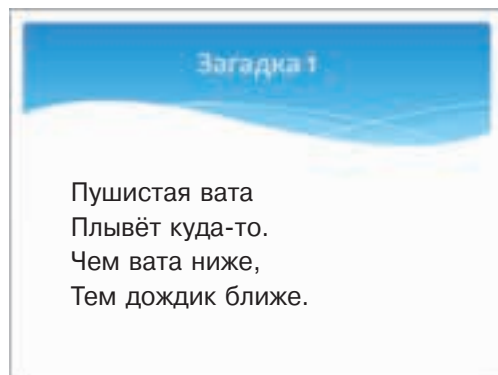 Загадка 1
Пушистая вата
Плывёт куда-то.
Чем вата ниже,
Тем дождик ближе.